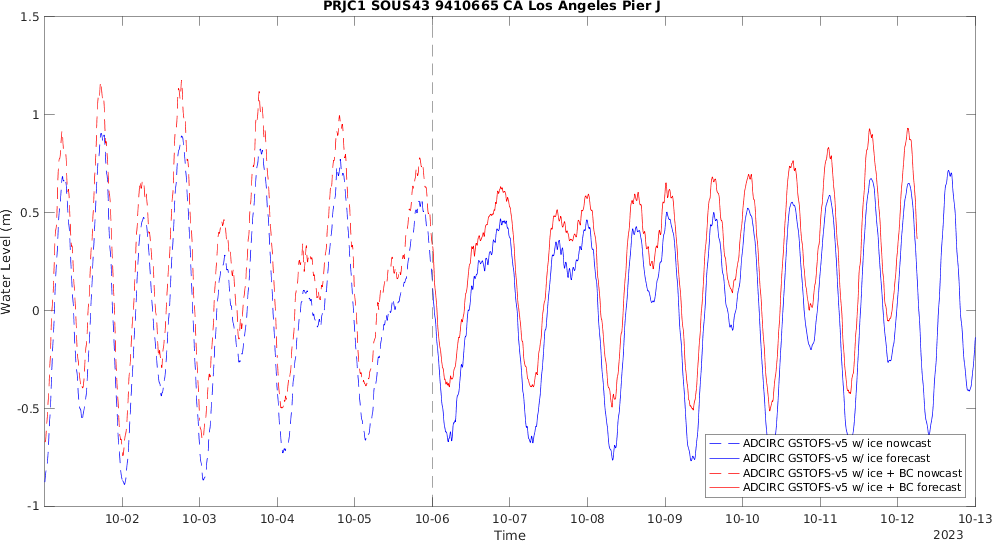 PRJC1 SOUS43 9410665 CA Los Angeles Pier J
1.5
1
0.5
0
-0.5
-1
Water Level (m)
10-02 10-03 10-04 10-05 10-06 10-07 10-08 10-09 10-10 10-11 10-12 10-13
Time
2023
ADCIRC GSTOFS-v5 w/ ice nowcast
ADCIRC GSTOFS-v5 w/ ice forecast
ADCIRC GSTOFS-v5 w/ ice + BC nowcast
ADCIRC GSTOFS-v5 w/ ice + BC forecast